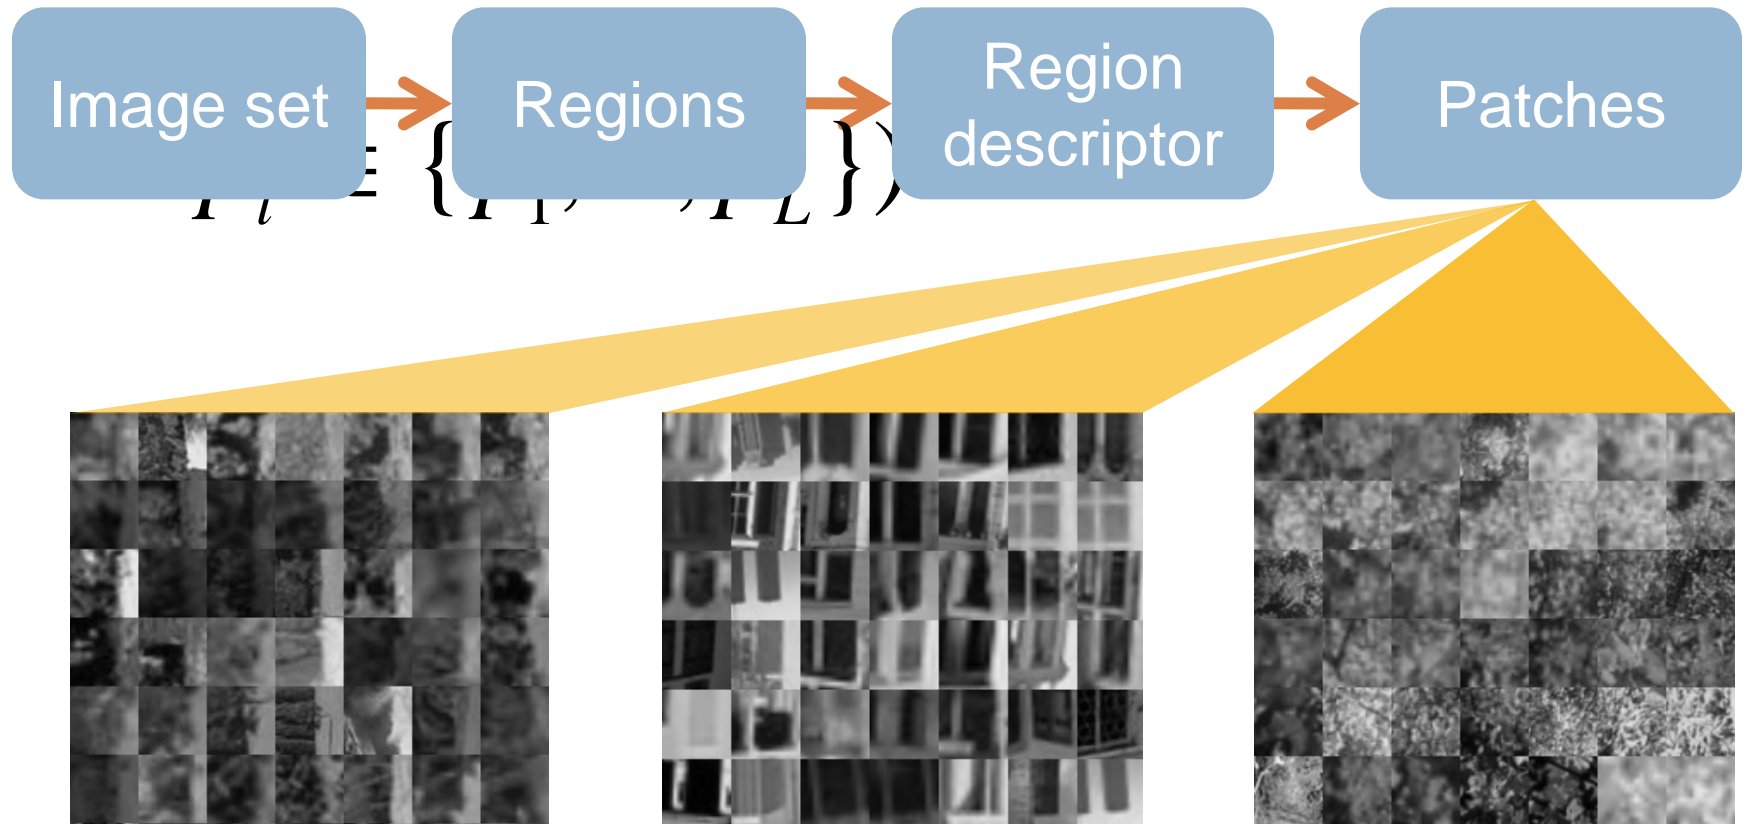 Image set
Regions
Region
descriptor
Patches